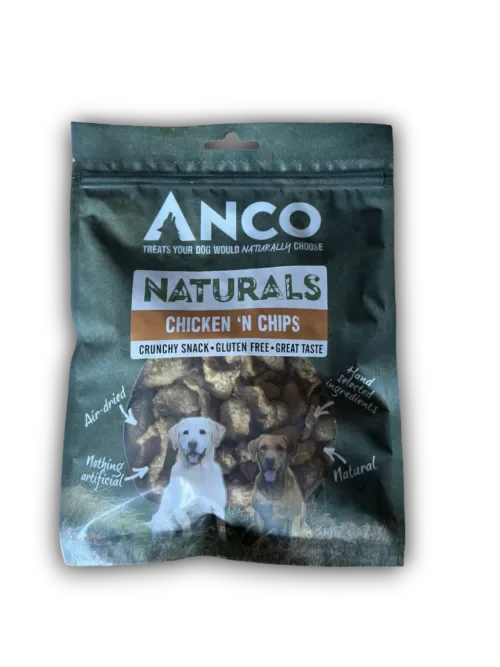 ANCO
TREATS YOUR DOG WOULD NATURALLY CHOOSE
NATURALS
CHICKEN 'N CHIPS
CRUNCHY SNACK • GLUTEN FREE • GREAT TASTE
Air-dried
Hand
selected
ingredients
Nothing
artificial
Natural